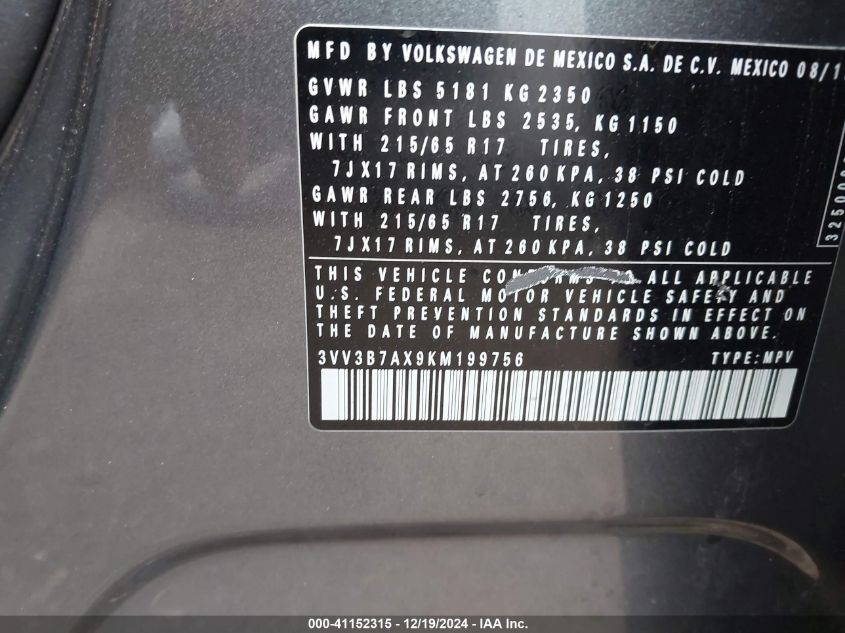 MFD BY VOLKSWAGEN DE MEXICO S.A. DE C.V. MEXICO 08/1
GVWR LBS 5181 KG 2350
GAWR FRONT LBS 2535, KG 1150
WITH 215/65 R17 TIRES,
7JX17 RIMS, AT 260 KPA, 38 PSI COLD
GAWR REAR LBS 2756, KG 1250
WITH 215/65 R17 TIRES,
7JX17 RIMS, AT 260 KPA, 38 PSI COLD
THIS VEHICLE ALL APPLICABLE
U.S. FEDERAL MOTOR VEHICLE SAFETY AND
THEFT PREVENTION STANDARDS IN EFFECT ON
THE DATE OF MANUFACTURE SHOWN ABOVE.
3VV3B7AX9KM199756 TYPE:MPV
000-41152315 - 12/19/2024 - IAA Inc.